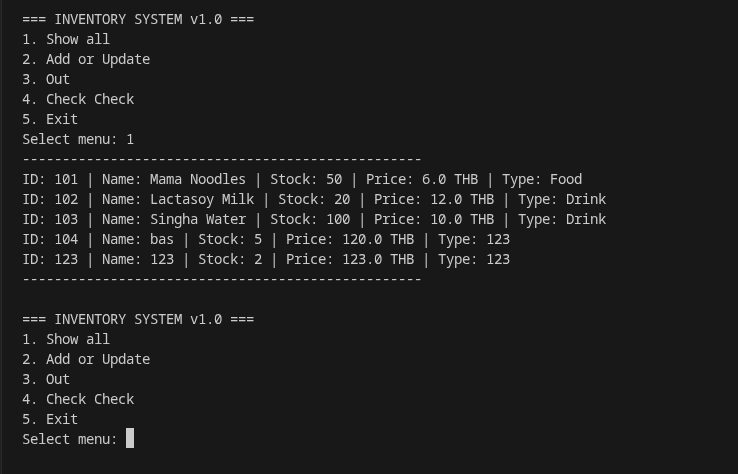 === INVENTORY SYSTEM v1.0 ===
1. Show all
2. Add or Update
3. Out
4. Check Check
5. Exit
Select menu: 1
--------------------------------------------------
ID: 101 | Name: Mama Noodles | Stock: 50 | Price: 6.0 THB | Type: Food
ID: 102 | Name: Lactasoy Milk | Stock: 20 | Price: 12.0 THB | Type: Drink
ID: 103 | Name: Singha Water | Stock: 100 | Price: 10.0 THB | Type: Drink
ID: 104 | Name: bas | Stock: 5 | Price: 120.0 THB | Type: 123
ID: 123 | Name: 123 | Stock: 2 | Price: 123.0 THB | Type: 123
--------------------------------------------------
=== INVENTORY SYSTEM v1.0 ===
1. Show all
2. Add or Update
3. Out
4. Check Check
5. Exit
Select menu: